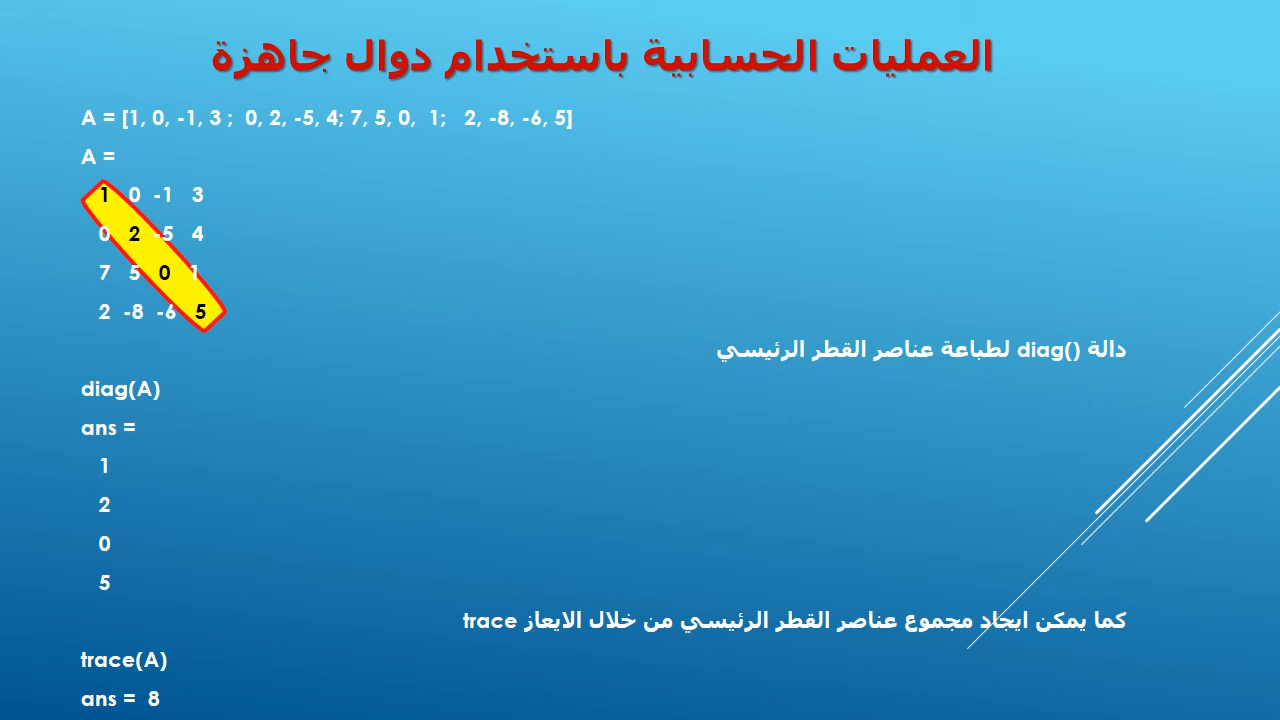 العمليات الحسابية باستخدام دوال جاهزة
A = [1, 0, -1, 3 ;  0, 2, -5, 4; 7, 5, 0,  1;   2, -8, -6, 5]
A =
1 0 -1 3
0 2 -5 4
7 5 0 1
2 -8 -6 5
دالة diag() لطباعة عناصر القطر الرئيسي
diag(A)
ans =
1
2
0
5
كما يمكن ايجاد مجموع عناصر القطر الرئيسي من خلال الايعاز trace
trace(A)
ans = 8